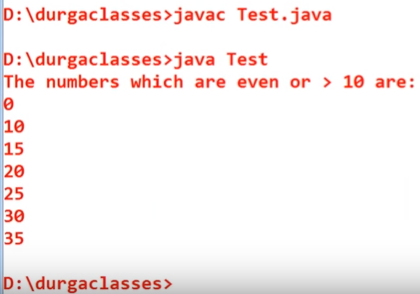 D:\durgaclasses>javac Test.java
D:\durgaclasses>java Test
The numbers which are even or > 10 are:
0
10
15
20
25
30
35
D:\durgaclasses>